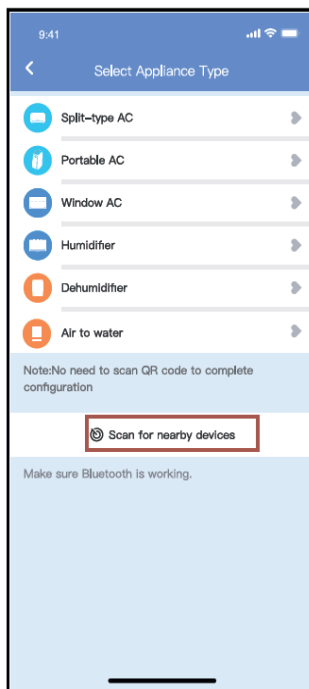 9:41
Select Appliance Type
Split-type AC
Portable AC
Window AC
Humidifier
Dehumidifier
Air to water
Note:No need to scan QR code to complete
configuration
Scan for nearby devices
Make sure Bluetooth is working.